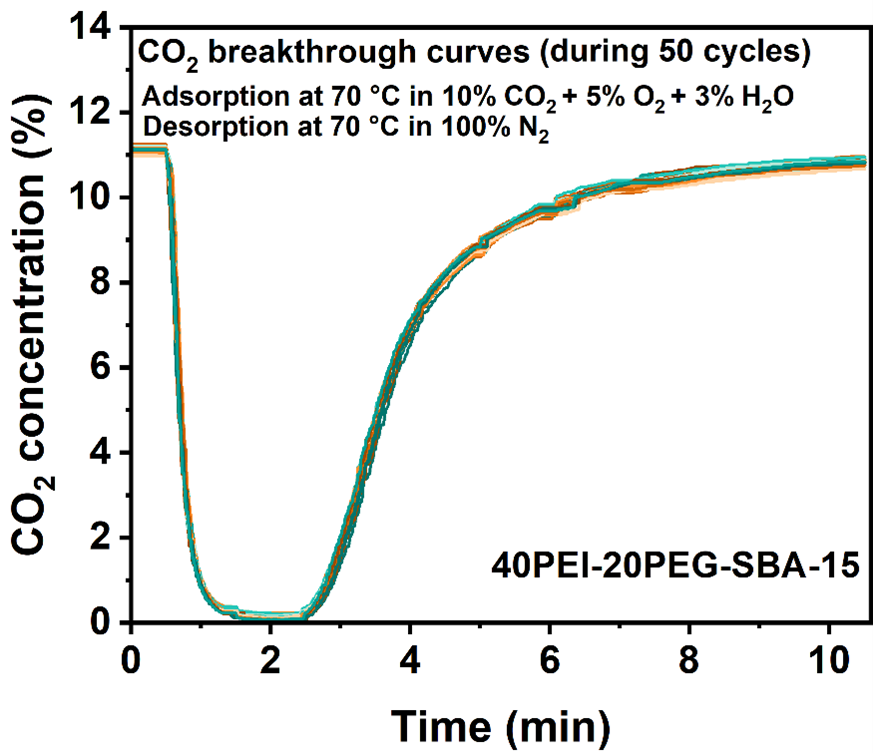 14
CO₂ breakthrough curves (during 50 cycles)
Adsorption at 70 °C in 10% CO₂ + 5% O₂ + 3% H₂O
Desorption at 70 °C in 100% N₂
12
10
8
6
4
2
0
CO₂ concentration (%)
40PEI-20PEG-SBA-15
0 2 4 6 8 10
Time (min)